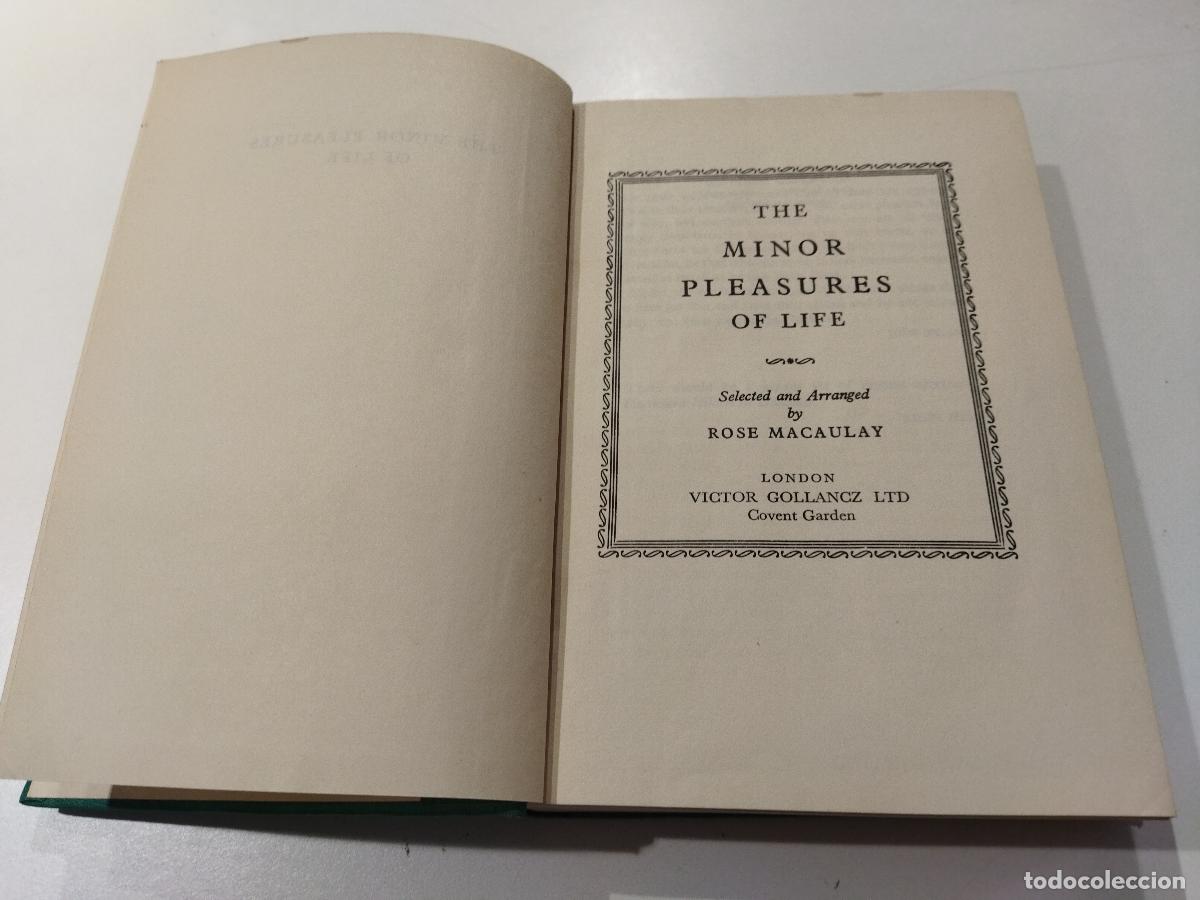 THE
MINOR
PLEASURES
OF LIFE
Selected and Arranged
by
ROSE MACAULAY
LONDON
VICTOR GOLLANCZ LTD
Covent Garden
todocoleccion